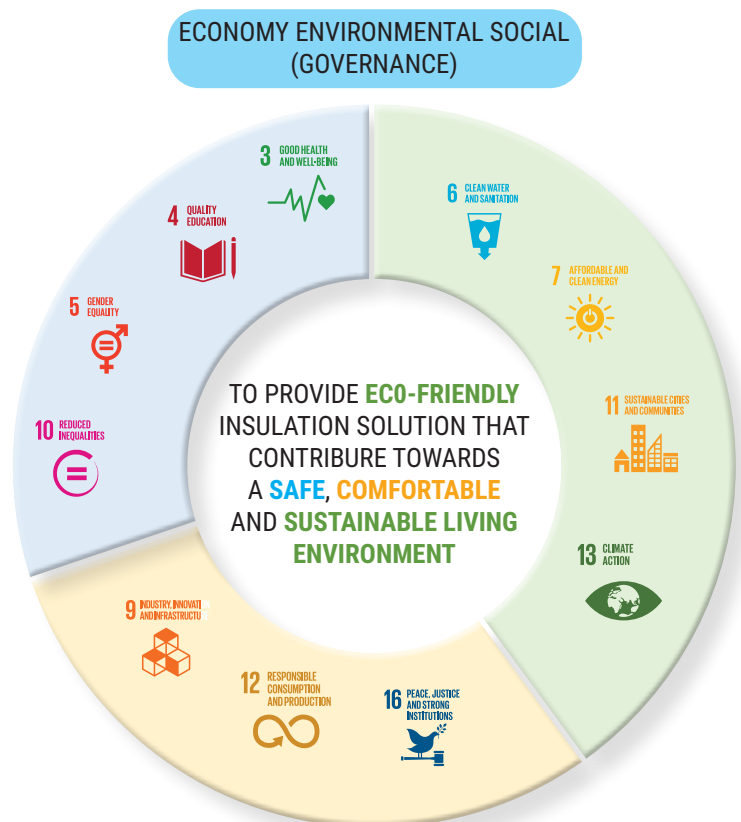 ECONOMY ENVIRONMENTAL SOCIAL
(GOVERNANCE)
3 GOOD HEALTH
AND WELL-BEING
4 QUALITY
EDUCATION
5 GENDER
EQUALITY
10 REDUCED
INEQUALITIES
6 CLEAN WATER
AND SANITATION
7 AFFORDABLE AND
CLEAN ENERGY
11 SUSTAINABLE CITIES
AND COMMUNITIES
13 CLIMATE
ACTION
TO PROVIDE EC0-FRIENDLY
INSULATION SOLUTION THAT
CONTRIBURE TOWARDS
A SAFE, COMFORTABLE
AND SUSTAINABLE LIVING
ENVIRONMENT
9 INDUSTRY, INNOVATI
AND INFRASTRUCTU
12 RESPONSIBLE
CONSUMPTION
AND PRODUCTION
16 PEACE, JUSTICE
AND STRONG
INSTITUTIONS